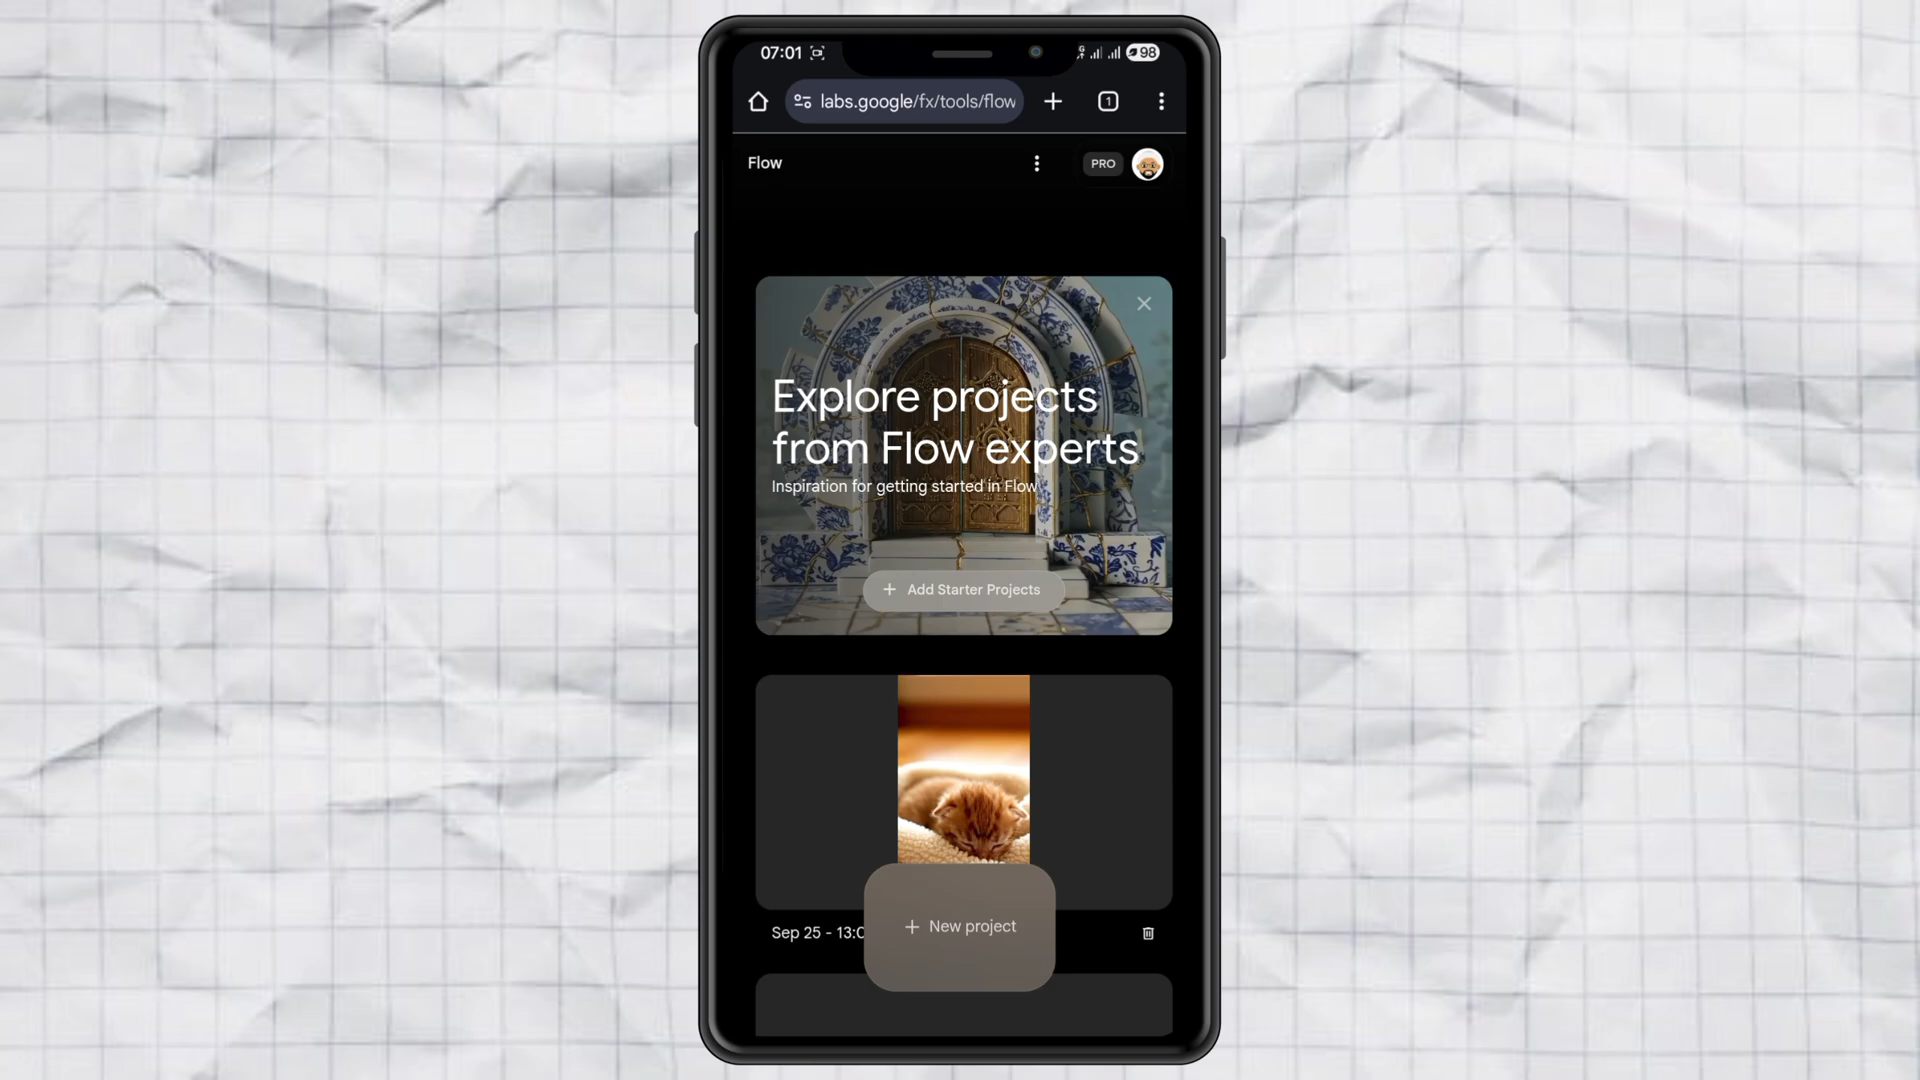 07:01
98
labs.google/fx/tools/flow
1
Flow
PRO
Explore projects
from Flow experts
Inspiration for getting started in Flow
+ Add Starter Projects
+ New project
Sep 25 - 13:0